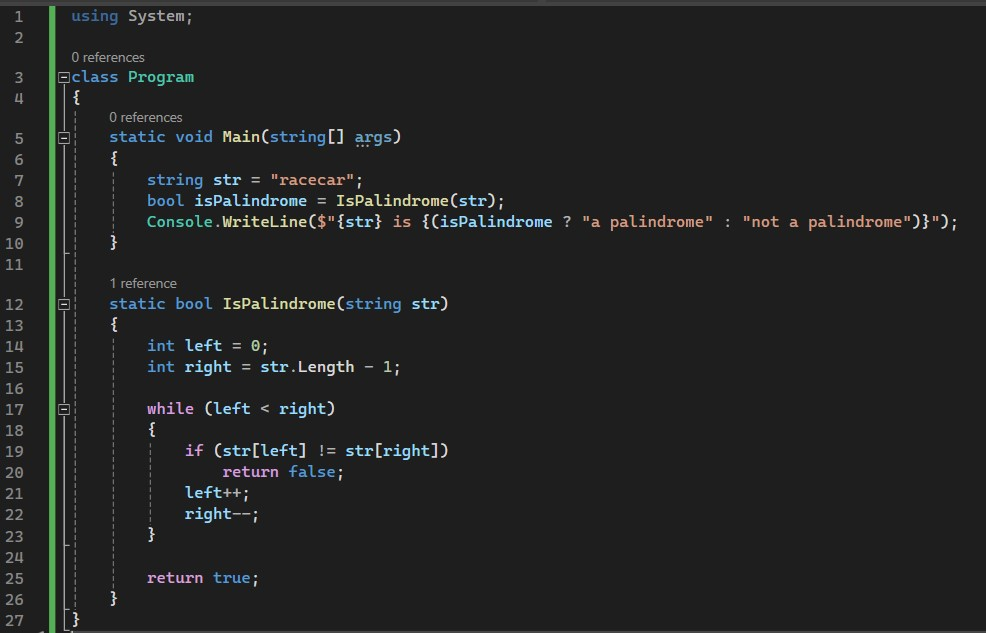 1 using System;
2
0 references
3 class Program
4 {
0 references
5 static void Main(string[] args)
6 {
7 string str = "racecar";
8 bool isPalindrome = IsPalindrome(str);
9 Console.WriteLine($"{str} is {(isPalindrome ? "a palindrome" : "not a palindrome")}");
10 }
11
1 reference
12 static bool IsPalindrome(string str)
13 {
14 int left = 0;
15 int right = str.Length - 1;
16
17 while (left < right)
18 {
19 if (str[left] != str[right])
20 return false;
21 left++;
22 right--;
23 }
24
25 return true;
26 }
27 }